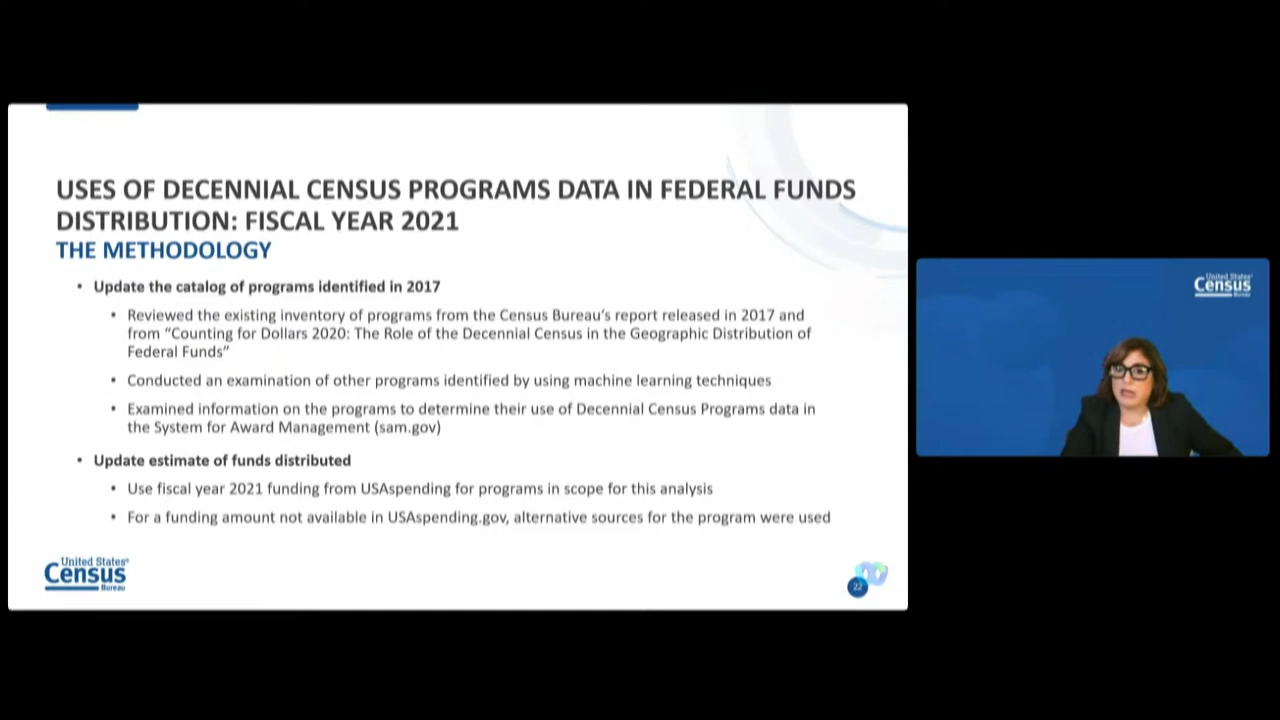 USES OF DECENNIAL CENSUS PROGRAMS DATA IN FEDERAL FUNDS
DISTRIBUTION: FISCAL YEAR 2021
THE METHODOLOGY
• Update the catalog of programs identified in 2017
• Reviewed the existing inventory of programs from the Census Bureau's report released in 2017 and
from "Counting for Dollars 2020: The Role of the Decennial Census in the Geographic Distribution of
Federal Funds"
• Conducted an examination of other programs identified by using machine learning techniques
• Examined information on the programs to determine their use of Decennial Census Programs data in
the System for Award Management (sam.gov)
• Update estimate of funds distributed
• Use fiscal year 2021 funding from USAspending for programs in scope for this analysis
• For a funding amount not available in USAspending.gov, alternative sources for the program were used
United States®
Census
Bureau
22
United States®
Census
Bureau